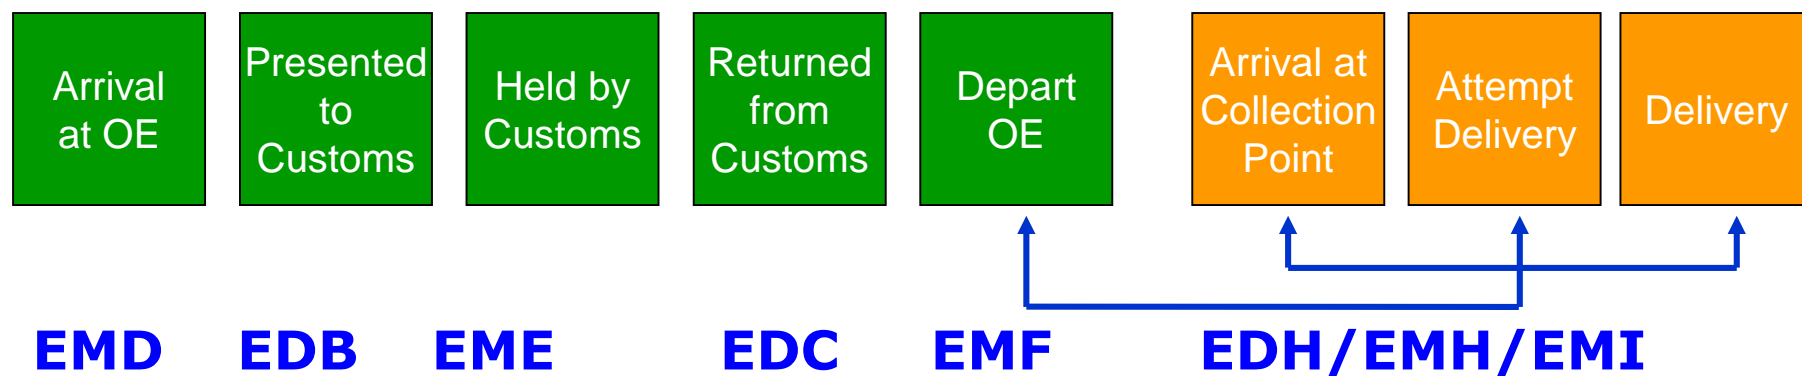 Arrival
at OE
Presented
to
Customs
Held by
Customs
Returned
from
Customs
Depart
OE
Arrival at
Collection
Point
Attempt
Delivery
Delivery
EMD EDB EME EDC EMF EDH/EMH/EMI